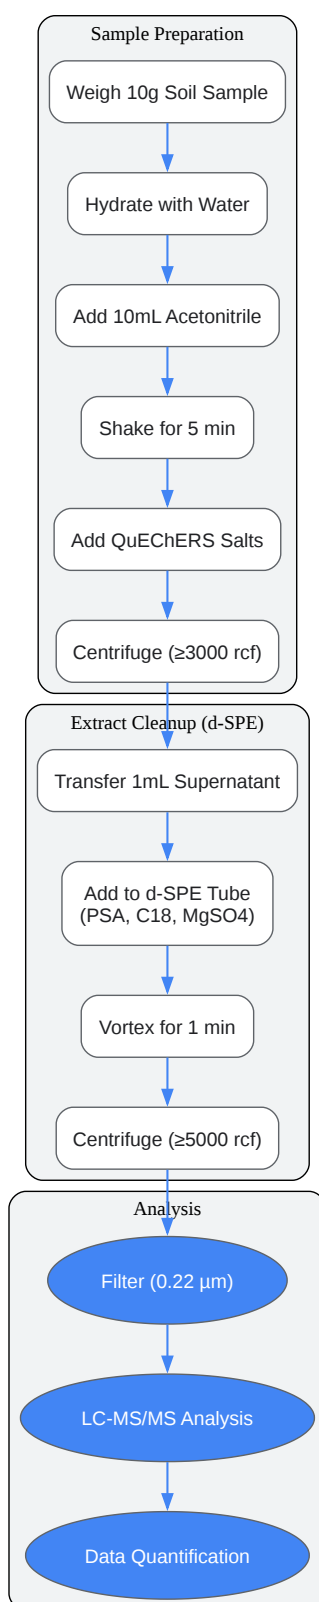 Sample Preparation
Weigh 10g Soil Sample
Hydrate with Water
Add 10mL Acetonitrile
Shake for 5 min
Add QuEChERS Salts
Centrifuge (≥3000 rcf)
Extract Cleanup (d-SPE)
Transfer 1mL Supernatant
Add to d-SPE Tube
(PSA, C18, MgSO4)
Vortex for 1 min
Centrifuge (≥5000 rcf)
Analysis
Filter (0.22 µm)
LC-MS/MS Analysis
Data Quantification